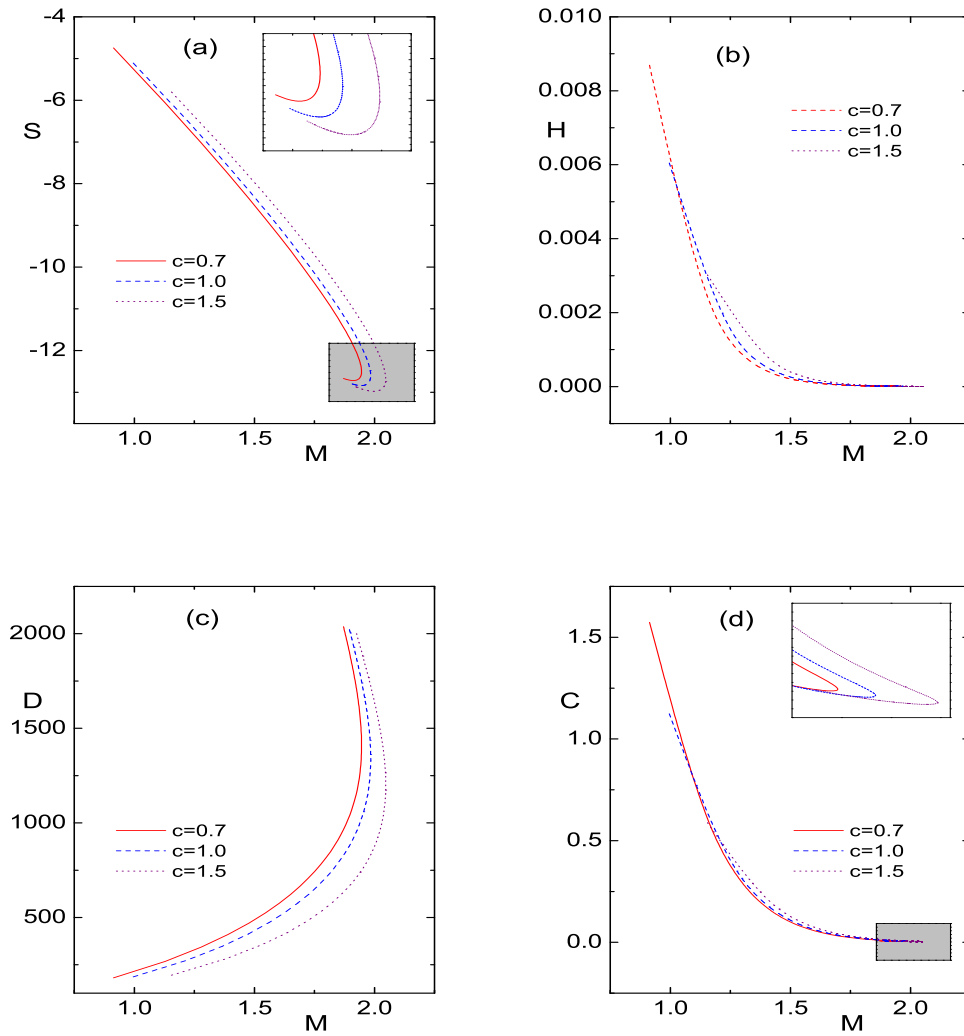 (a)
S
-4
-6
-8
-10
-12
c=0.7
c=1.0
c=1.5
1.0 1.5 2.0
M
(b)
H
0.010
0.008
0.006
0.004
0.002
0.000
c=0.7
c=1.0
c=1.5
1.0 1.5 2.0
M
(c)
D
2000
1500
1000
500
c=0.7
c=1.0
c=1.5
1.0 1.5 2.0
M
(d)
C
1.5
1.0
0.5
0.0
c=0.7
c=1.0
c=1.5
1.0 1.5 2.0
M